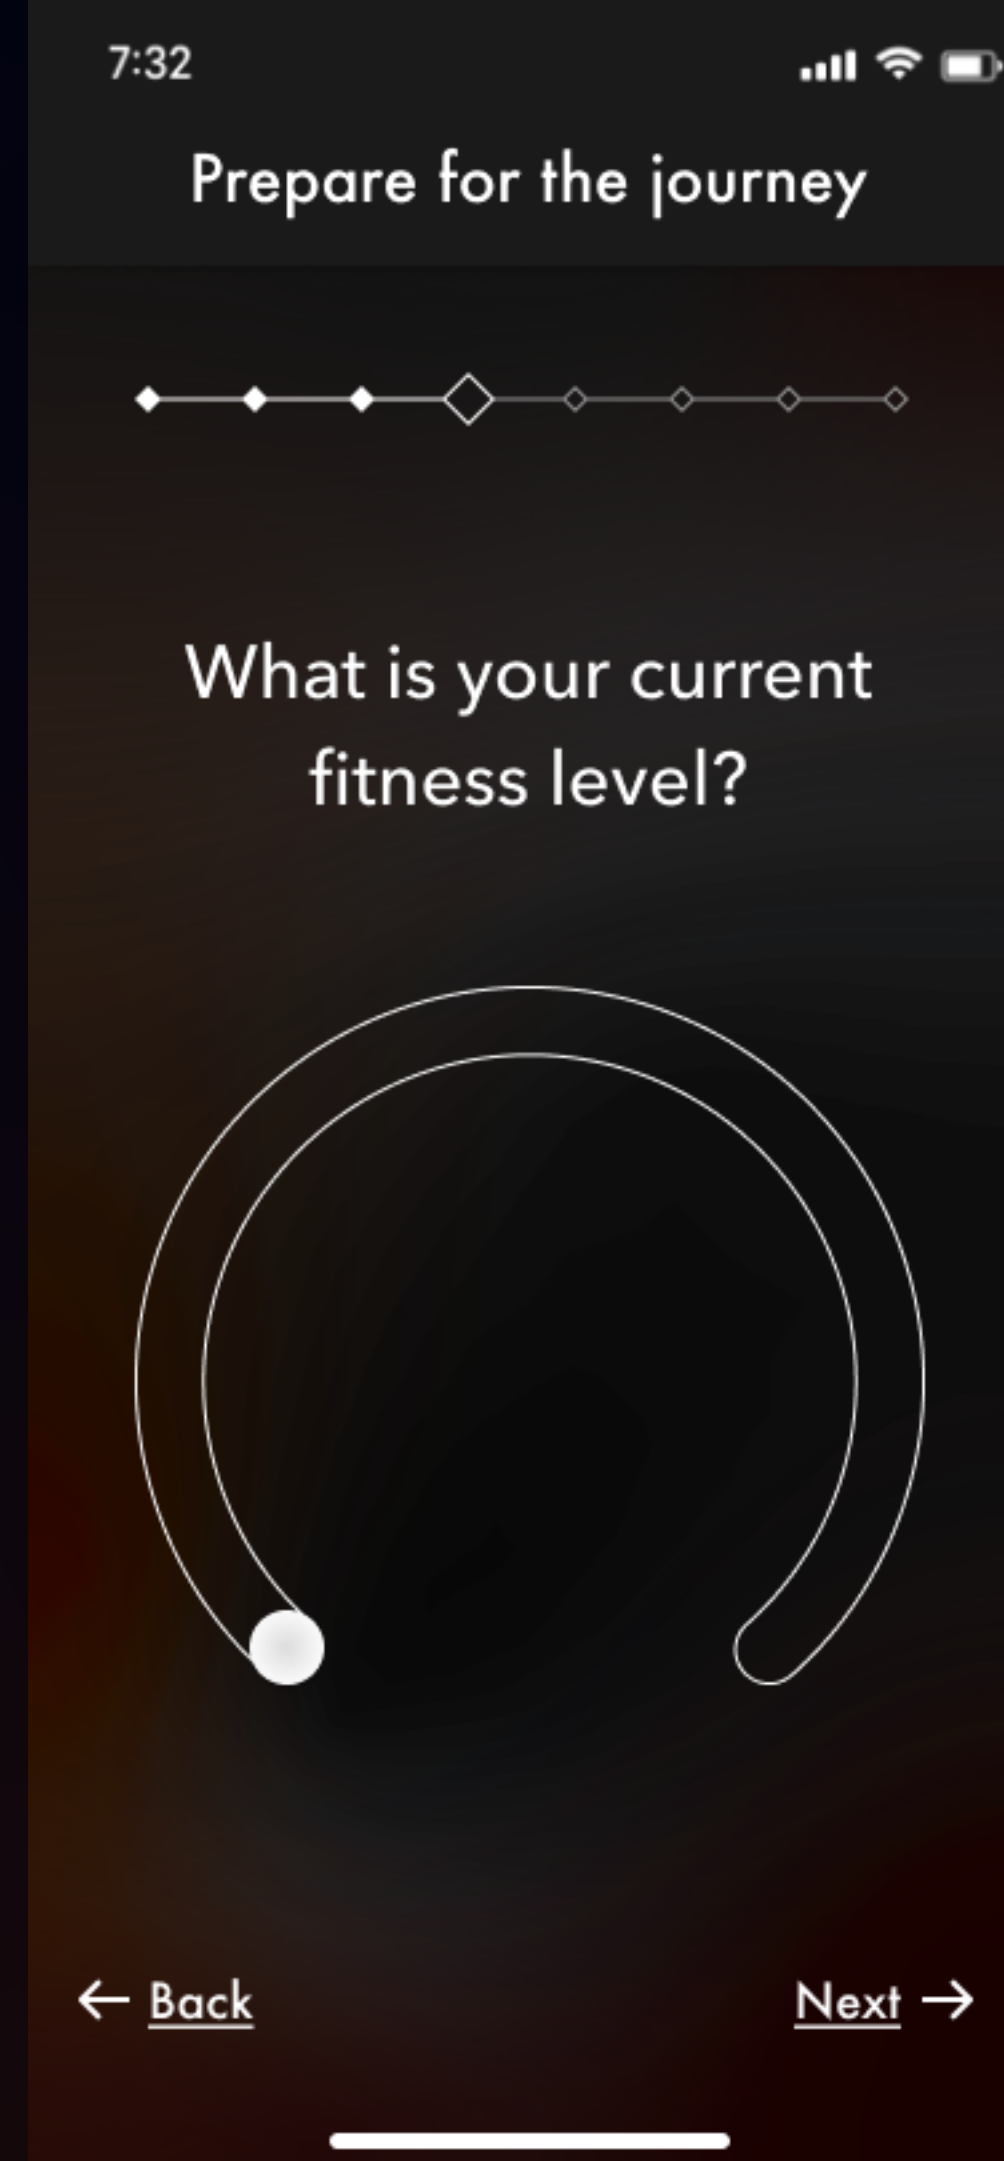 7:32
Prepare for the journey
What is your current
fitness level?
Back
Next